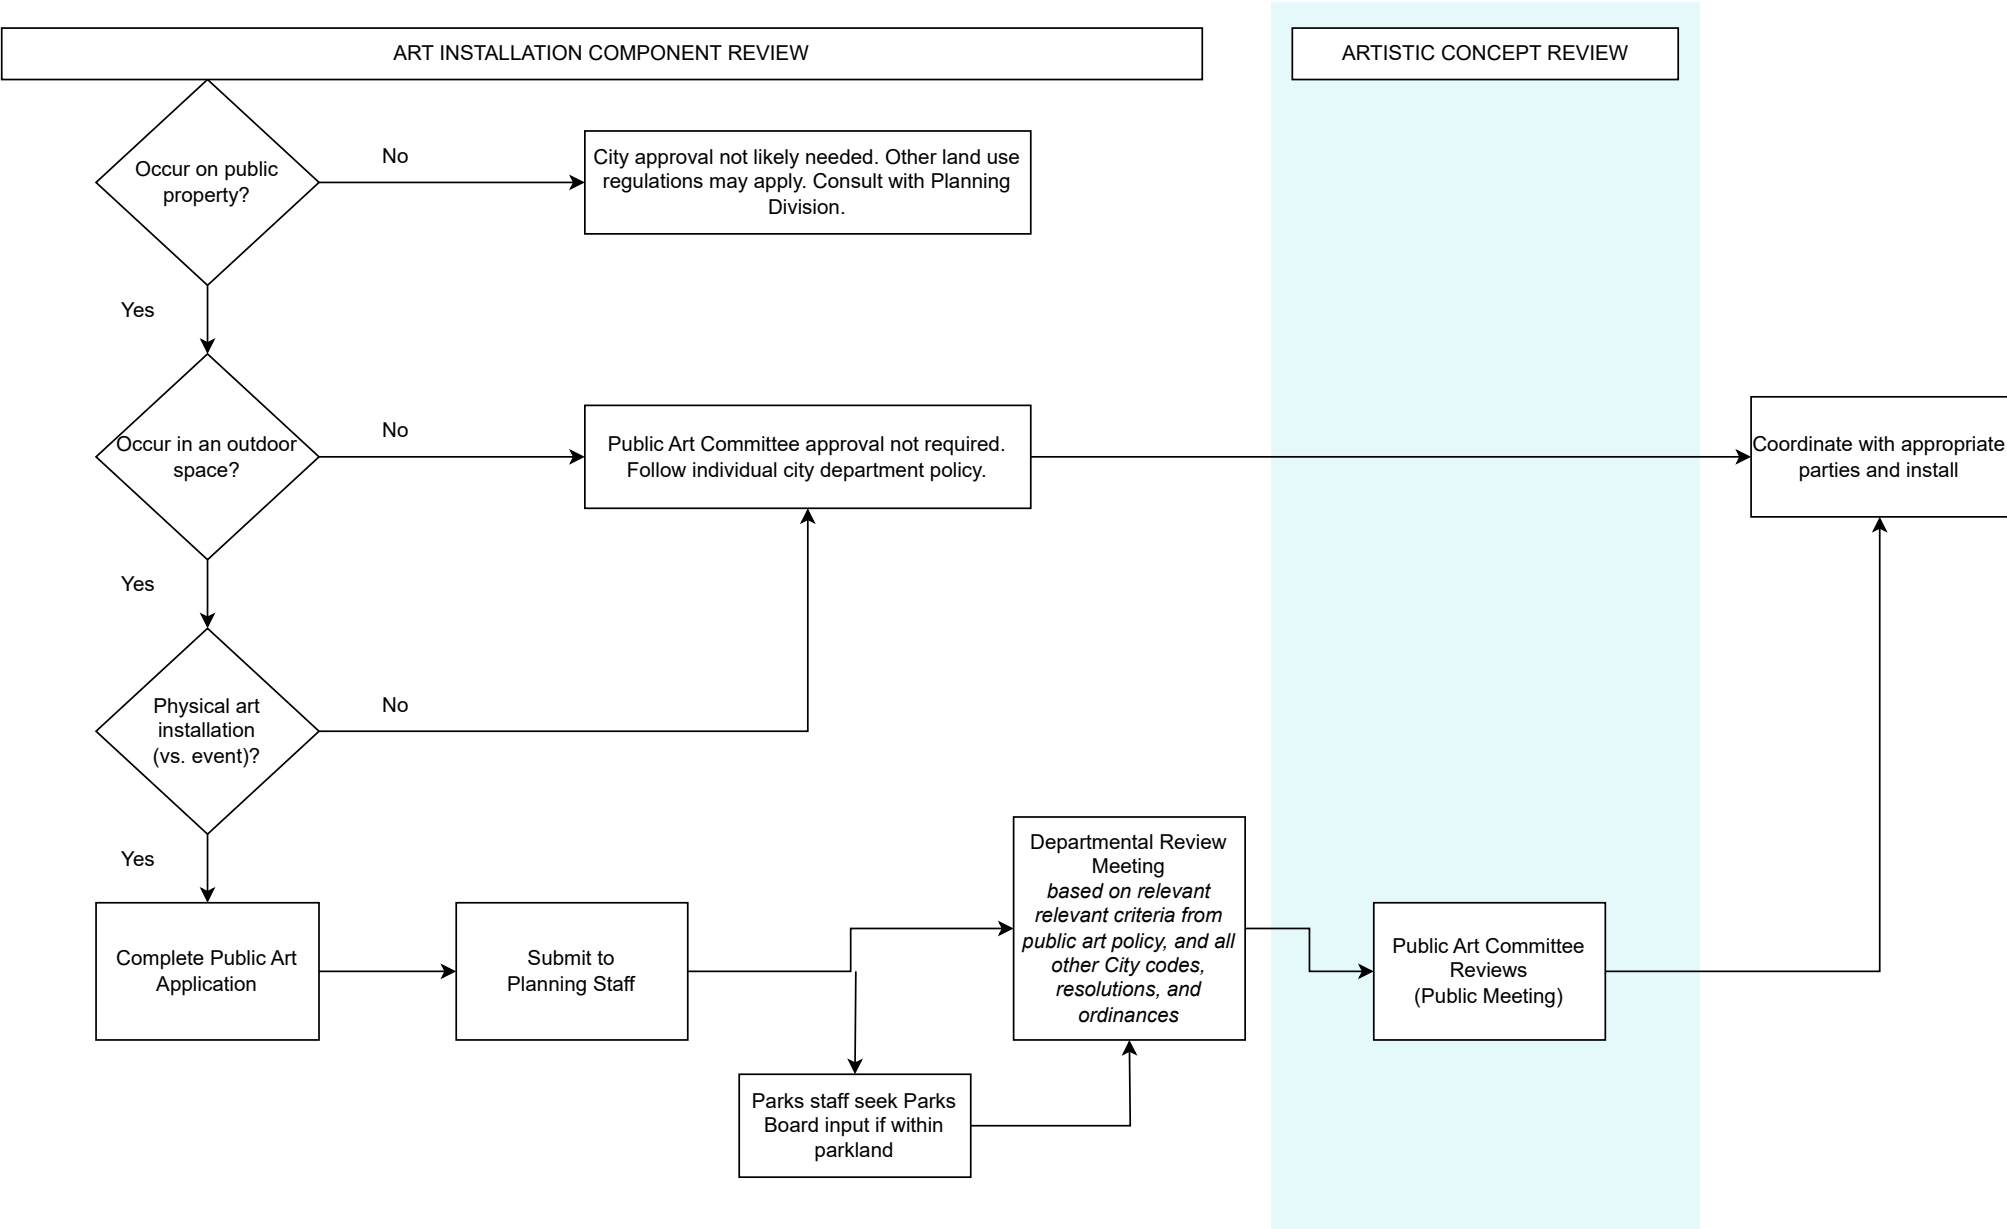 ART INSTALLATION COMPONENT REVIEW
ARTISTIC CONCEPT REVIEW
Occur on public
property?
No
City approval not likely needed. Other land use
regulations may apply. Consult with Planning
Division.
Yes
Occur in an outdoor
space?
No
Public Art Committee approval not required.
Follow individual city department policy.
Coordinate with appropriate
parties and install
Yes
Physical art
installation
(vs. event)?
No
Yes
Complete Public Art
Application
Submit to
Planning Staff
Departmental Review
Meeting
based on relevant
relevant criteria from
public art policy, and all
other City codes,
resolutions, and
ordinances
Public Art Committee
Reviews
(Public Meeting)
Parks staff seek Parks
Board input if within
parkland